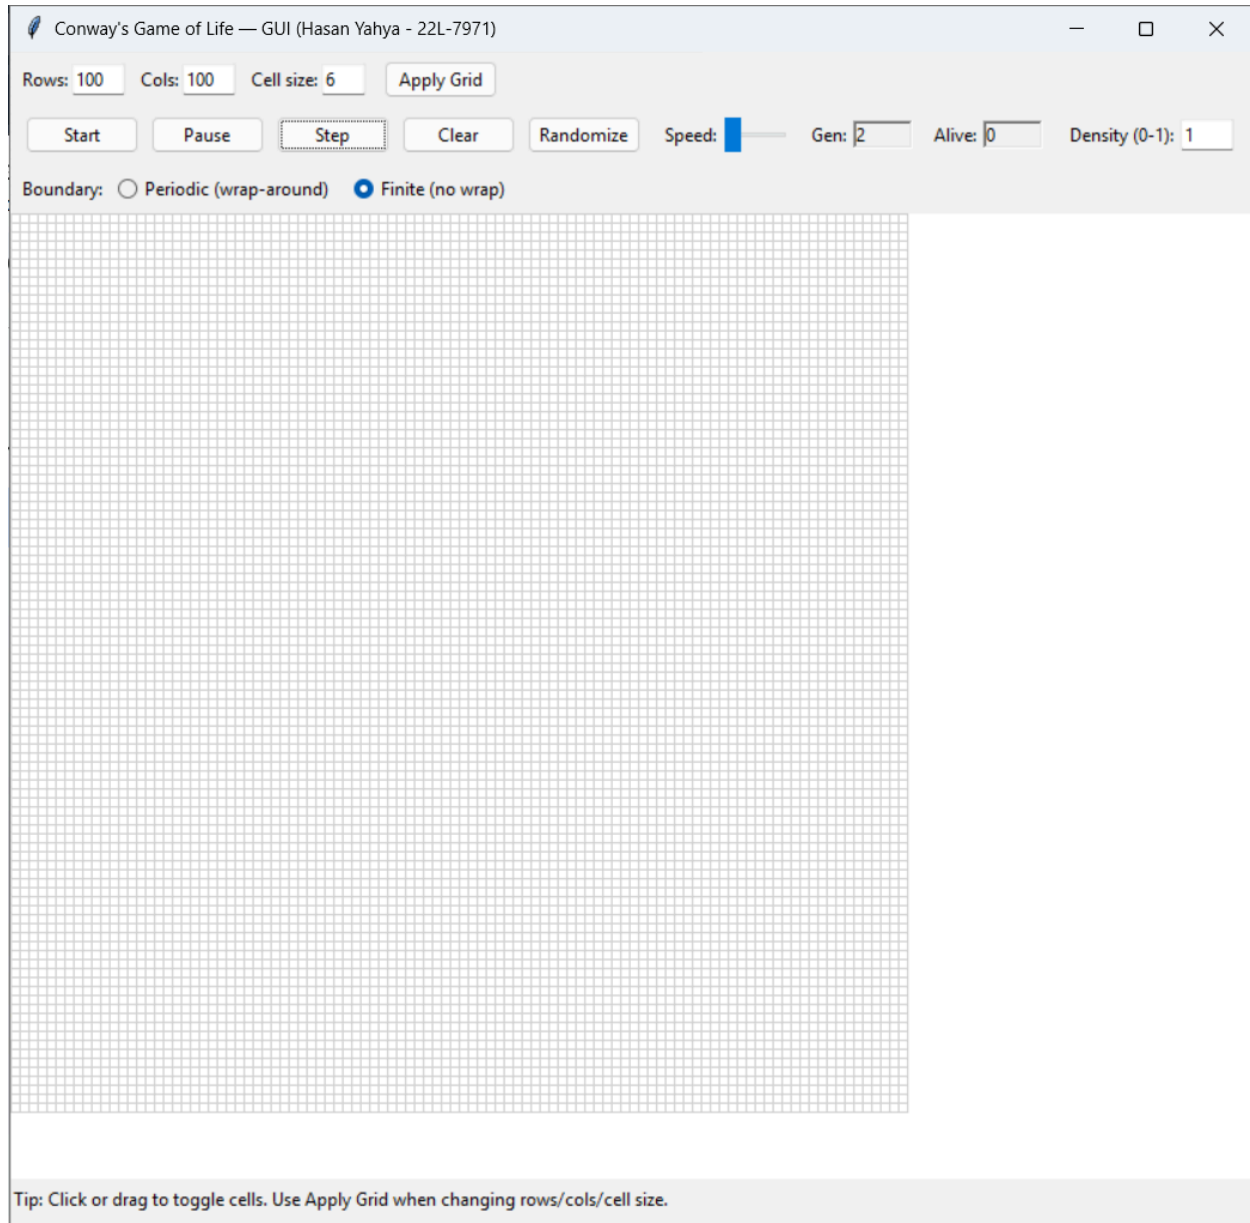 Conway's Game of Life — GUI (Hasan Yahya - 22L-7971)
Rows: 100 Cols: 100 Cell size: 6 Apply Grid
Start Pause Step Clear Randomize Speed: Gen: 2 Alive: 0 Density (0-1): 1
Boundary: Periodic (wrap-around) Finite (no wrap)
Tip: Click or drag to toggle cells. Use Apply Grid when changing rows/cols/cell size.